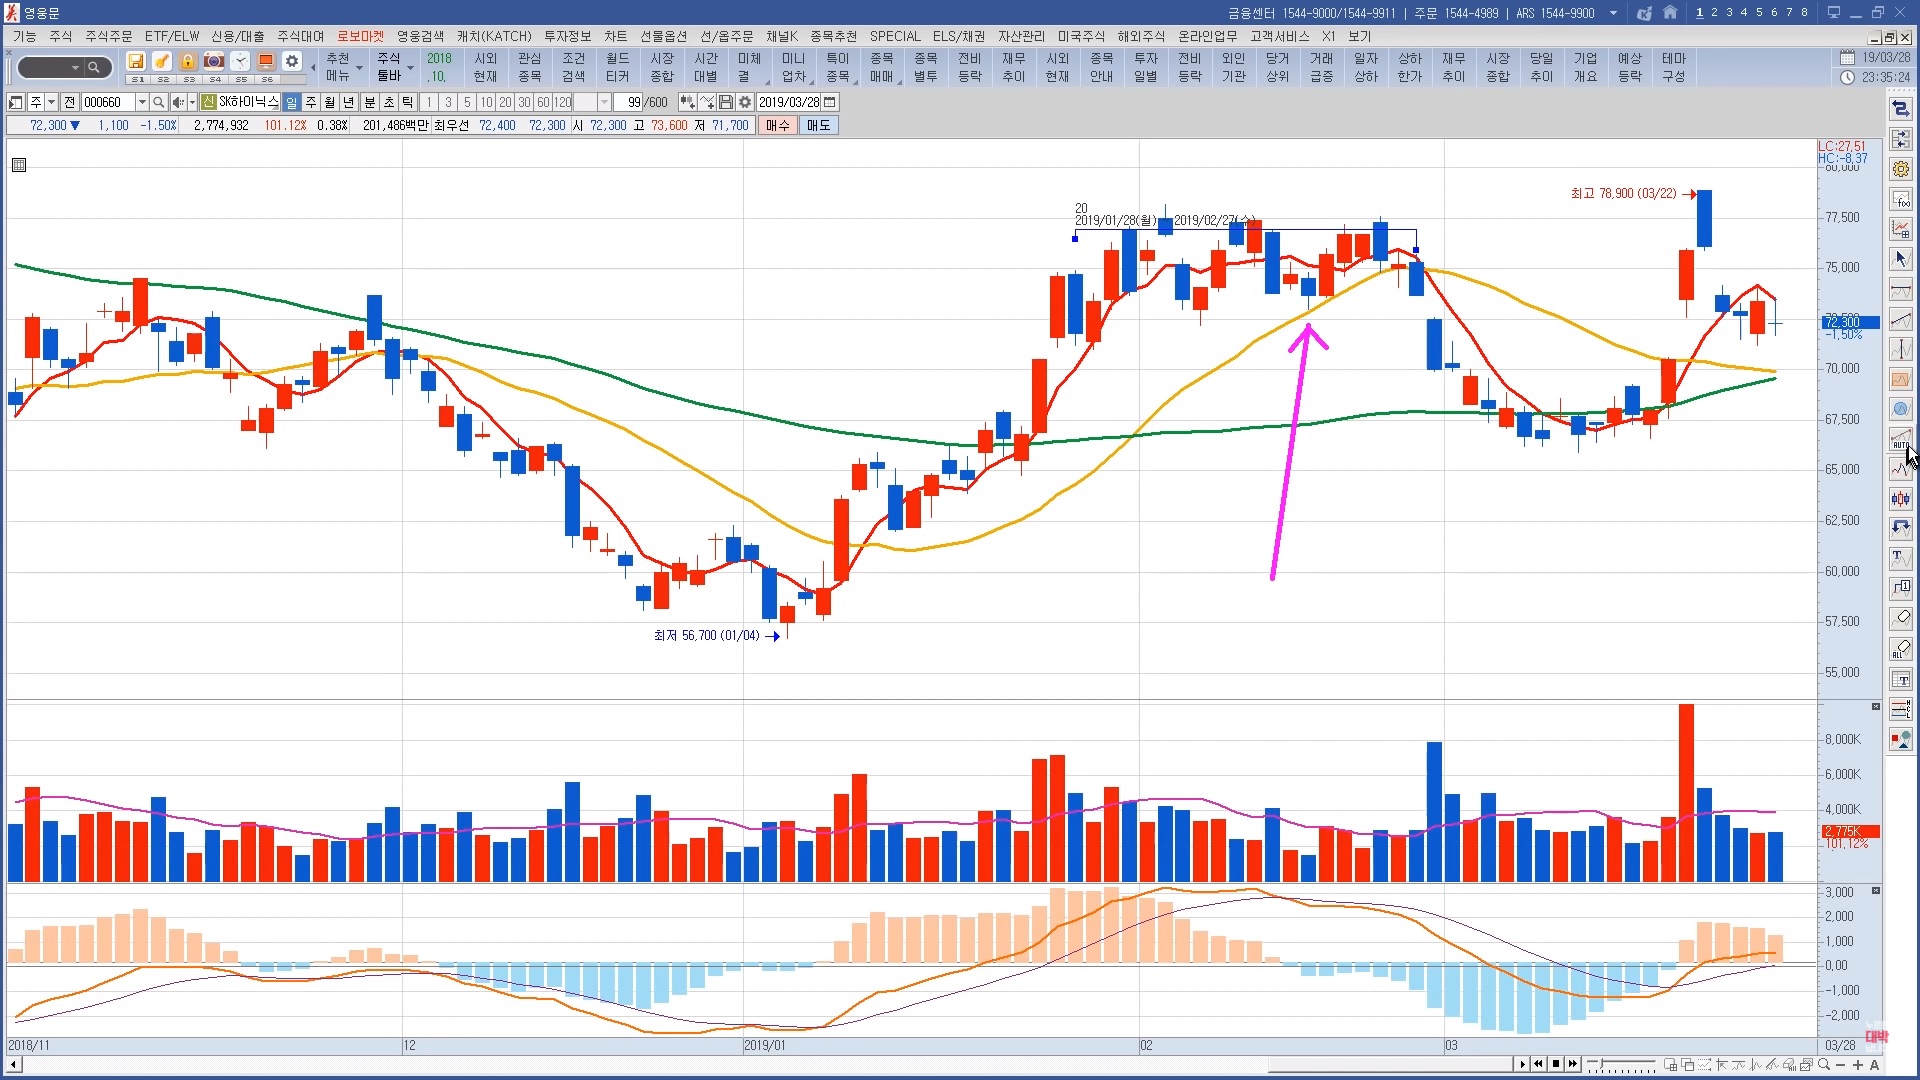 영웅문
금융센터 1544-9000/1544-9911 | 주문 1544-4989 | ARS 1544-9900
1 2 3 4 5 6 7 8
기능 주식 주식주문 ETF/ELW 신용/대출 주식대여 로보마켓 영웅검색 캐치(KATCH) 투자정보 차트 선물옵션 선/옵주문 채널K 종목추천 SPECIAL ELS/채권 자산관리 미국주식 해외주식 온라인업무 고객서비스 X1 보기
S1 S2 S3 S4 S5 S6
추천 주식 2018 시외 관심 조건 월드 시장 시간 미체 미니 특이 종목 종목 전비 재무 시외 종목 투자 전비 외인 당거 거래 일자 상하 재무 시장 당일 기업 예상 테마
메뉴 툴바 .10. 현재 종목 검색 티커 종합 대별 결 업차 종목 매매 별투 등락 추이 현재 안내 일별 등락 기관 상위 급증 상하 한가 추이 종합 추이 개요 등락 구성
19/03/28
23:35:24
주 전 000660 신 SK하이닉스 일 주 월 년 분 초 틱 1 3 5 10 20 30 60 120 99 /600 2019/03/28
72,300 ▼ 1,100 -1.50% 2,774,932 101.12% 0.38% 201,486백만 최우선 72,400 72,300 시 72,300 고 73,600 저 71,700 매수 매도
LC:27,51
HC:-8,37
80,000
최고 78,900 (03/22)
20
2019/01/28(월) 2019/02/27(수)
77,500
75,000
72,300
-1,50%
70,000
67,500
65,000
62,500
60,000
57,500
최저 56,700 (01/04)
55,000
8,000K
6,000K
4,000K
2,775K
101,12%
3,000
2,000
1,000
0,00
-1,000
-2,000
대박
2018/11 12 2019/01 02 03 03/28
AUTO
ALL
A